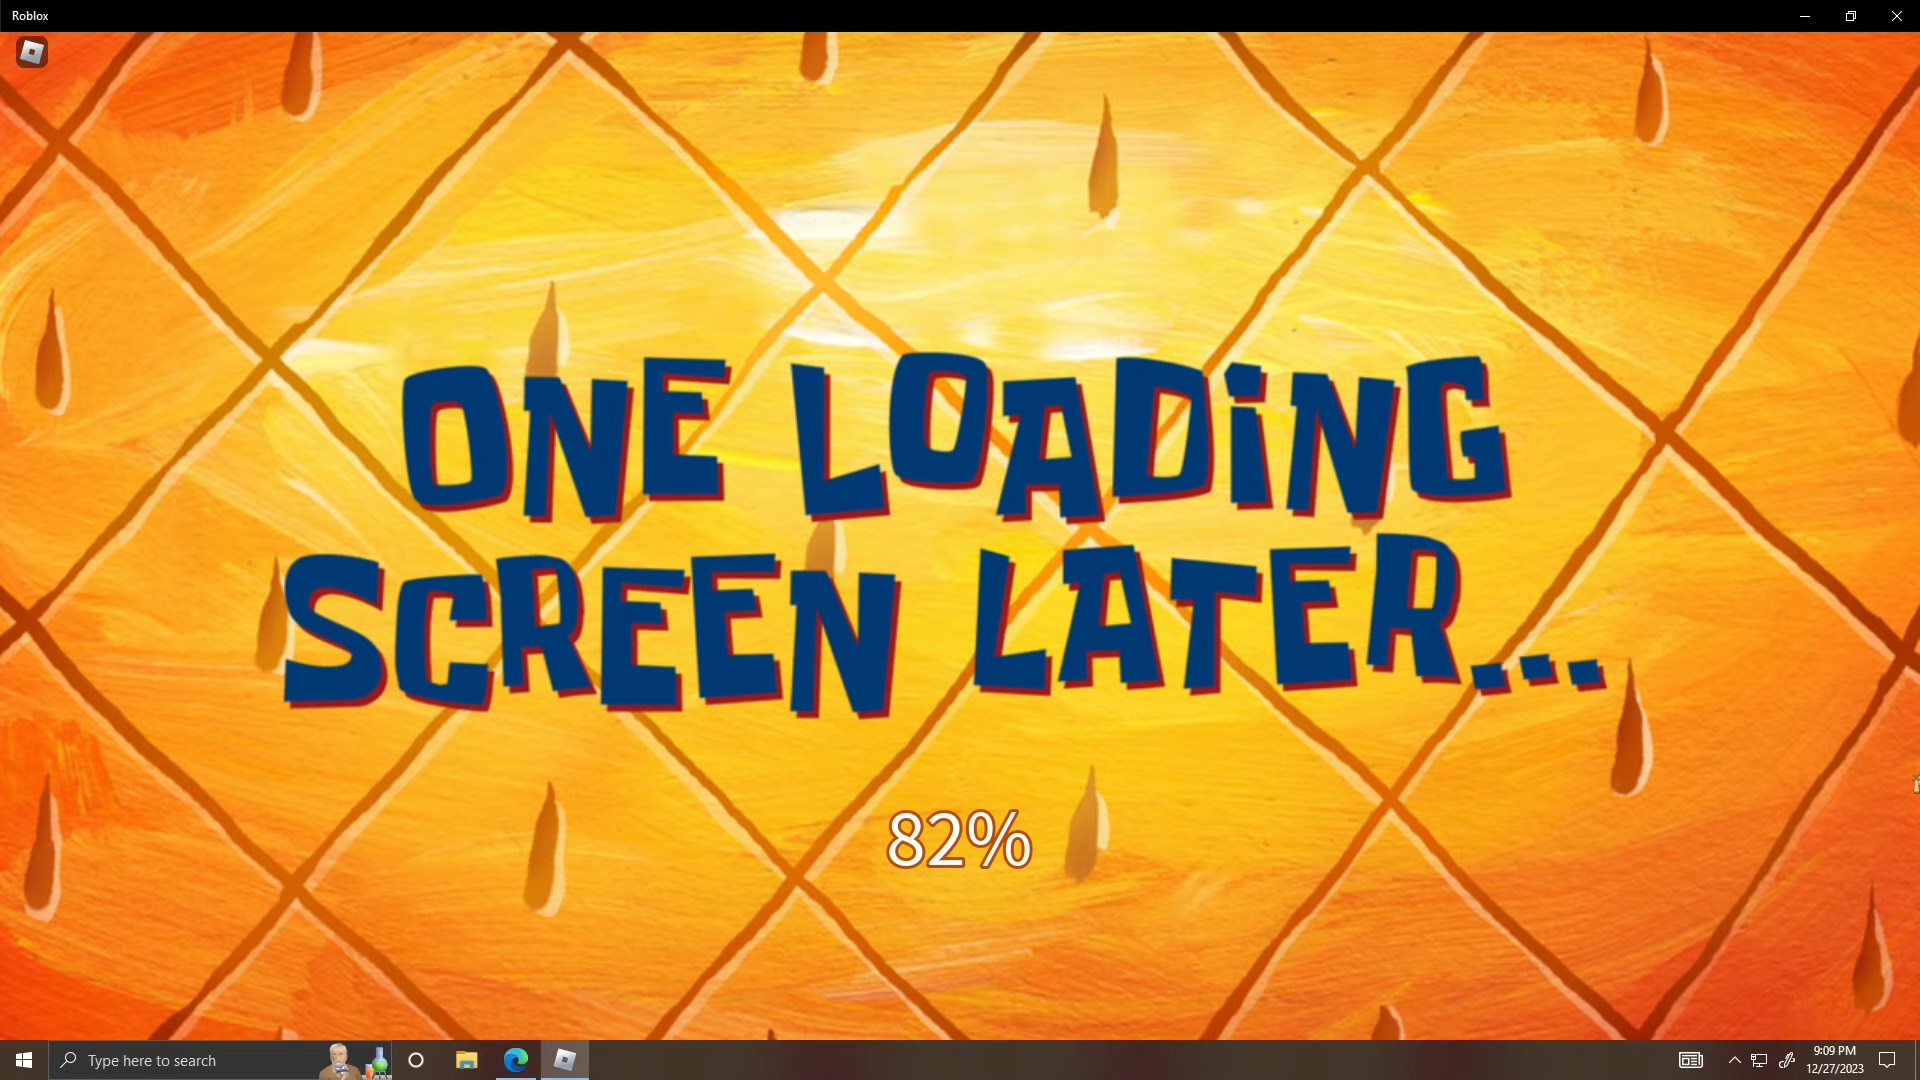 Roblox
ONE LOADiNG
SCREEN LATER...
82%
Type here to search
9:09 PM
12/27/2023